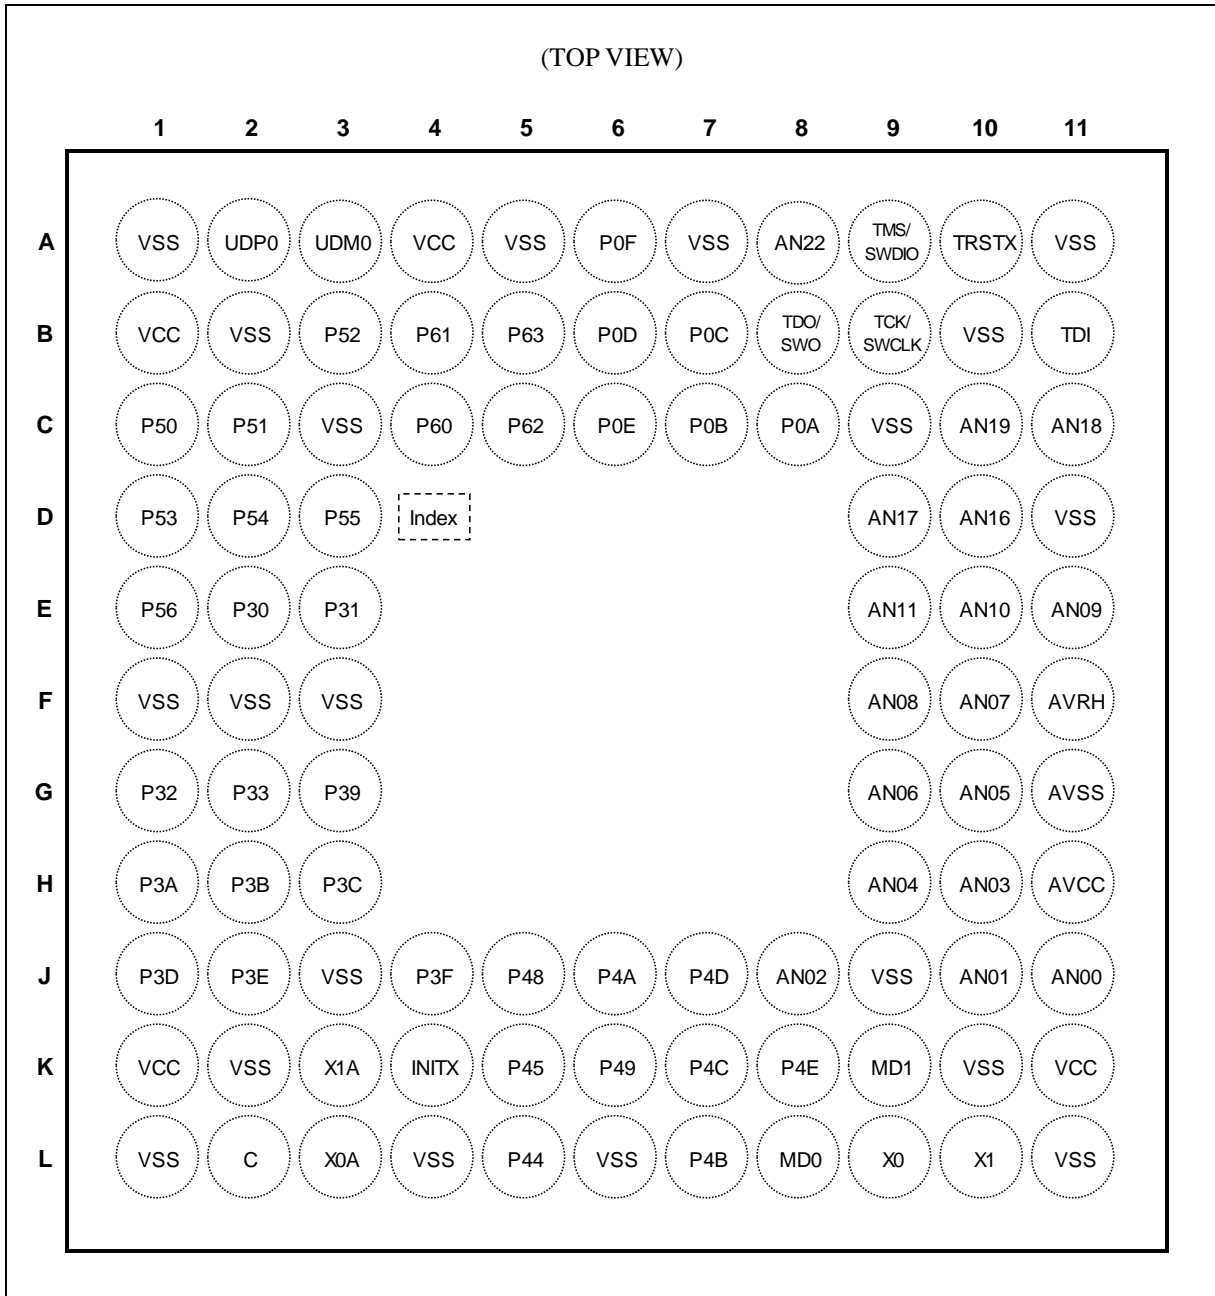 (TOP VIEW)
1 2 3 4 5 6 7 8 9 10 11
A VSS UDP0 UDM0 VCC VSS P0F VSS AN22 TMS/SWDIO TRSTX VSS
B VCC VSS P52 P61 P63 P0D P0C TDO/SWO TCK/SWCLK VSS TDI
C P50 P51 VSS P60 P62 P0E P0B P0A VSS AN19 AN18
D P53 P54 P55 Index AN17 AN16 VSS
E P56 P30 P31 AN11 AN10 AN09
F VSS VSS VSS AN08 AN07 AVRH
G P32 P33 P39 AN06 AN05 AVSS
H P3A P3B P3C AN04 AN03 AVCC
J P3D P3E VSS P3F P48 P4A P4D AN02 VSS AN01 AN00
K VCC VSS X1A INITX P45 P49 P4C P4E MD1 VSS VCC
L VSS C X0A VSS P44 VSS P4B MD0 X0 X1 VSS